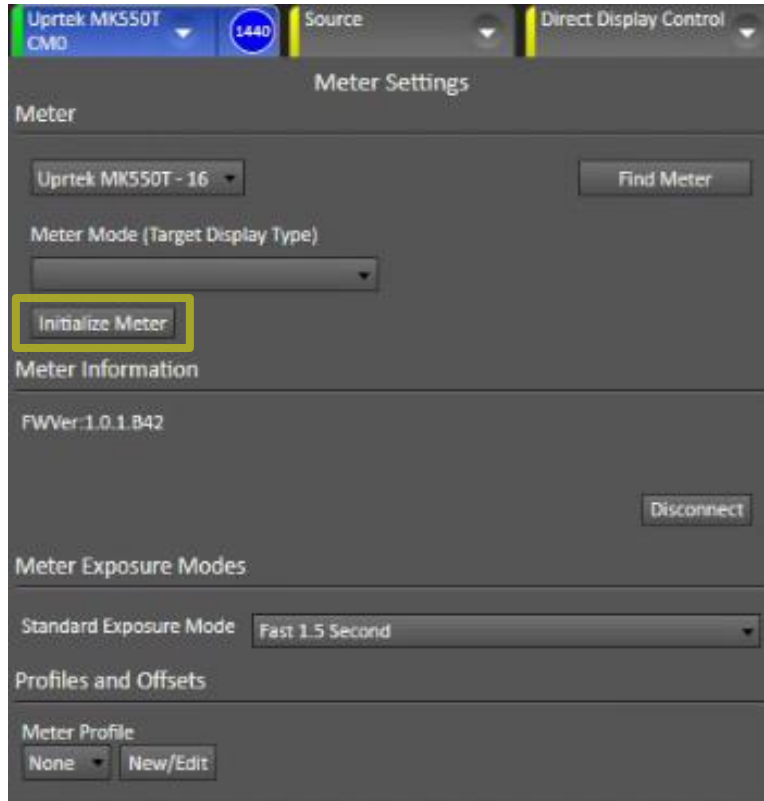 Uprtek MK550T
CM0
1440
Source
Direct Display Control
Meter Settings
Meter
Uprtek MK550T - 16
Find Meter
Meter Mode (Target Display Type)
Initialize Meter
Meter Information
FWVer:1.0.1.B42
Disconnect
Meter Exposure Modes
Standard Exposure Mode Fast 1.5 Second
Profiles and Offsets
Meter Profile
None New/Edit